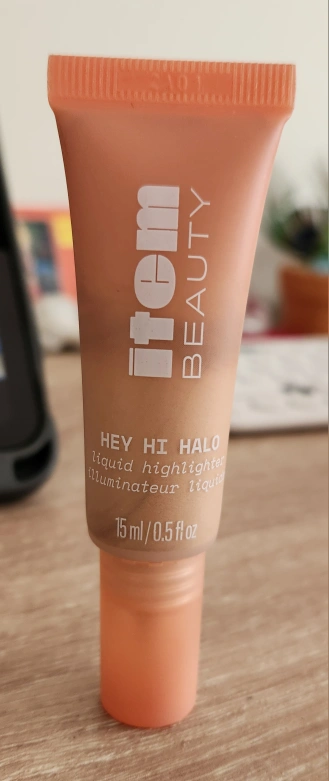 item
BEAUTY
HEY HI HALO
liquid highlighter
illuminateur liquide
15 ml/0.5 fl oz